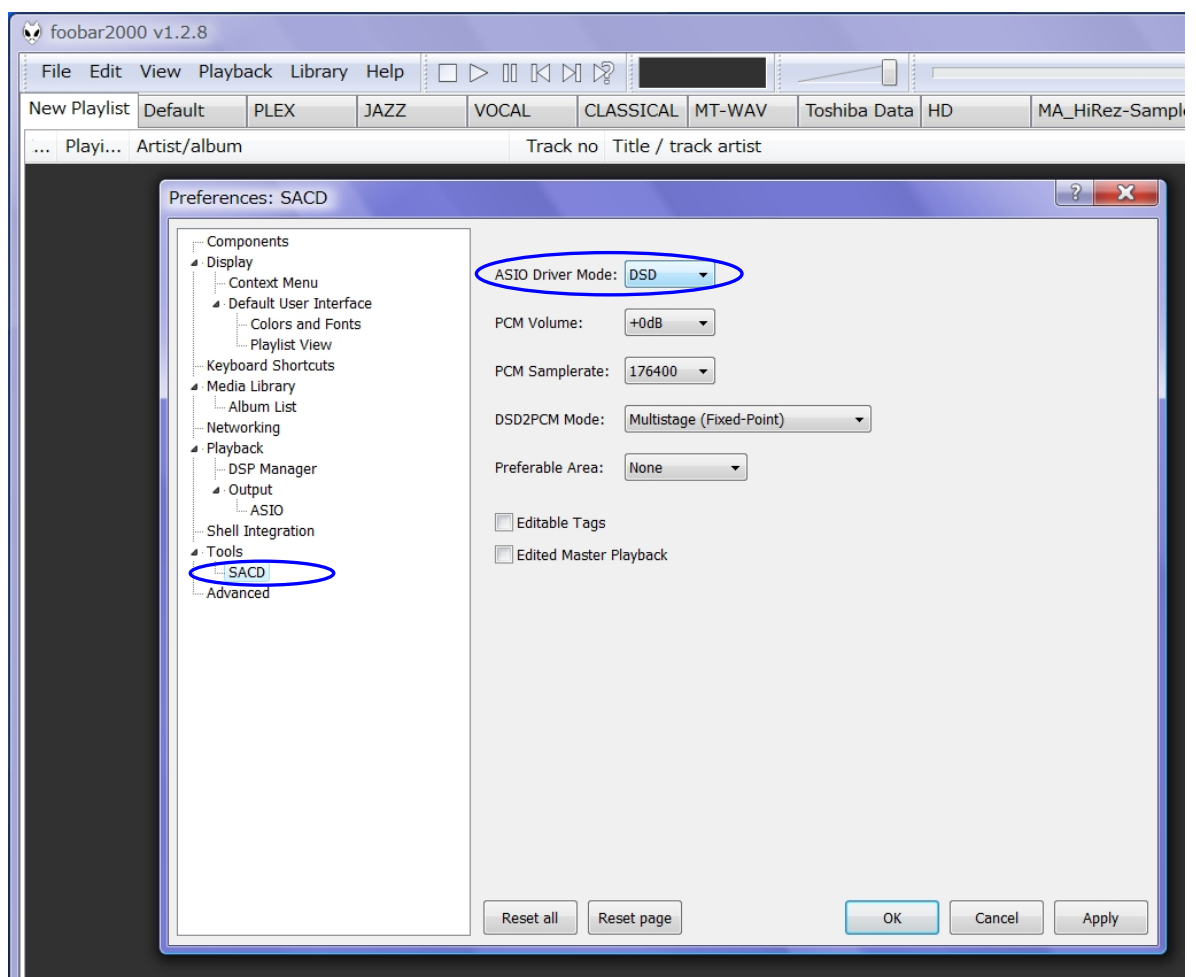 foobar2000 v1.2.8
File Edit View Playback Library Help
New Playlist Default PLEX JAZZ VOCAL CLASSICAL MT-WAV Toshiba Data HD MA_HiRez-Sampl
... Playi... Artist/album Track no Title / track artist
Preferences: SACD
Components
Display
Context Menu
Default User Interface
Colors and Fonts
Playlist View
Keyboard Shortcuts
Media Library
Album List
Networking
Playback
DSP Manager
Output
ASIO
Shell Integration
Tools
SACD
Advanced
ASIO Driver Mode: DSD
PCM Volume: +0dB
PCM Samplerate: 176400
DSD2PCM Mode: Multistage (Fixed-Point)
Preferable Area: None
Editable Tags
Edited Master Playback
Reset all Reset page OK Cancel Apply